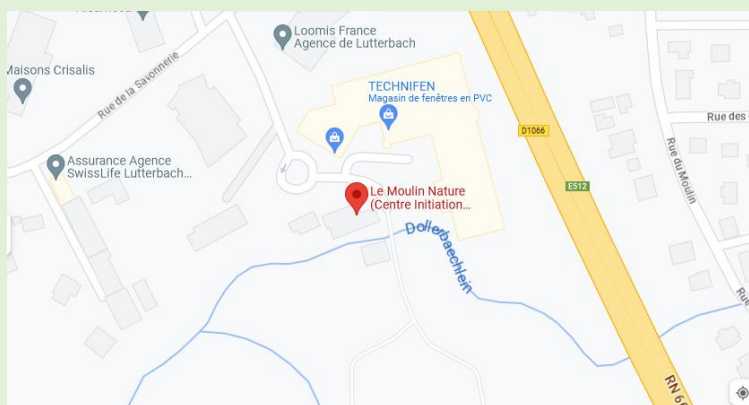 Loomis France
Agence de Lutterbach
Maisons Crisalis
Rue de la Savonnerie
TECHNIFEN
Magasin de fenêtres en PVC
D1066
Rue des
Assurance Agence
SwissLife Lutterbach...
Rue du Moulin
E512
Le Moulin Nature
(Centre Initiation...
Dollerbaechlein
Rue
RN 66